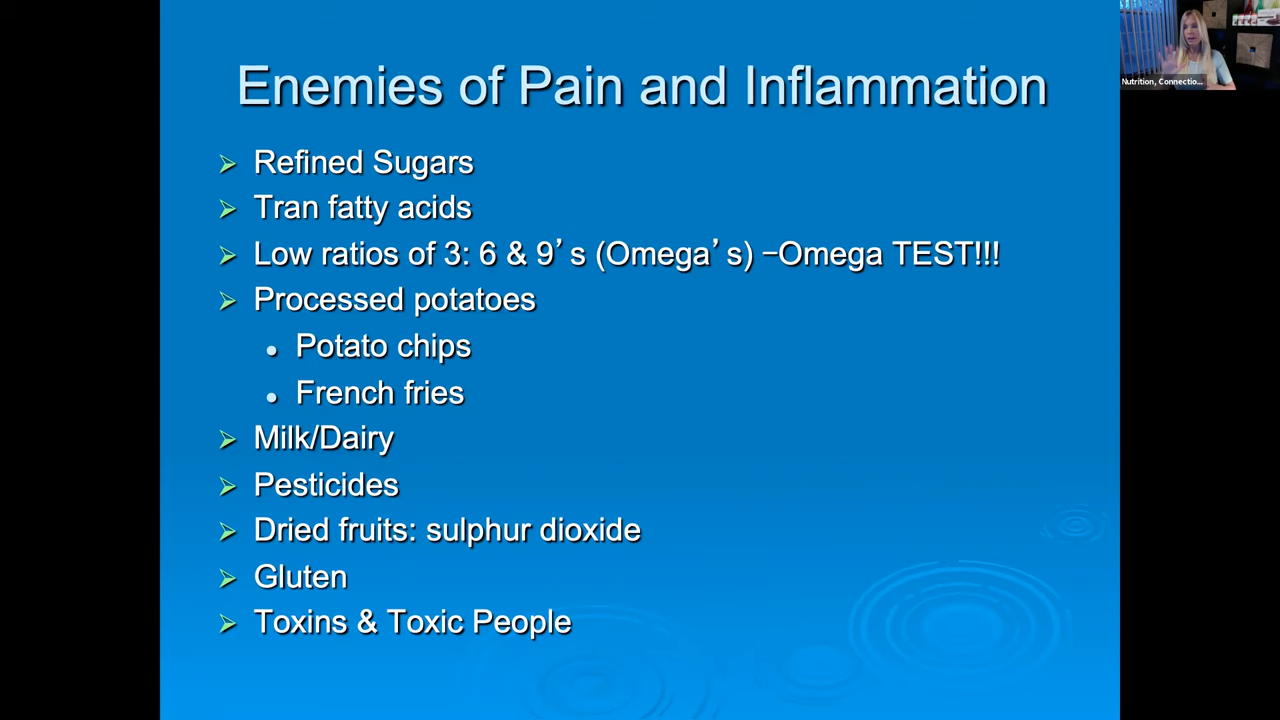 Enemies of Pain and Inflammation
Refined Sugars
Tran fatty acids
Low ratios of 3: 6 & 9’s (Omega’s) –Omega TEST!!!
Processed potatoes
Potato chips
French fries
Milk/Dairy
Pesticides
Dried fruits: sulphur dioxide
Gluten
Toxins & Toxic People
Nutrition, Connectio...